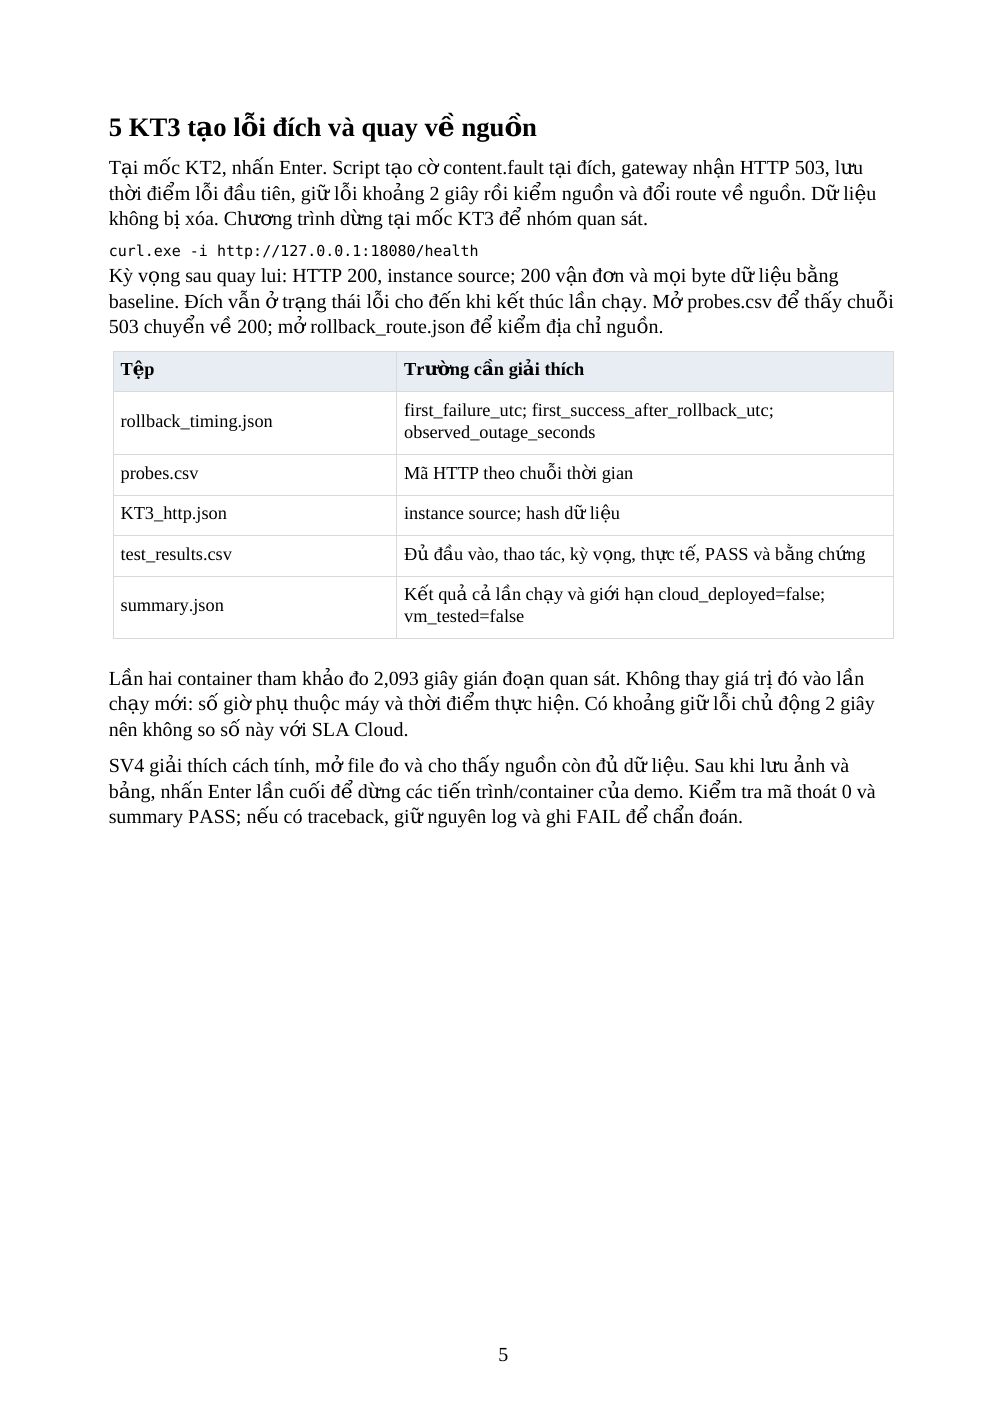 5 KT3 tạo lỗi đích và quay về nguồn
Tại mốc KT2, nhấn Enter. Script tạo cờ content.fault tại đích, gateway nhận HTTP 503, lưu
thời điểm lỗi đầu tiên, giữ lỗi khoảng 2 giây rồi kiểm nguồn và đổi route về nguồn. Dữ liệu
không bị xóa. Chương trình dừng tại mốc KT3 để nhóm quan sát.
curl.exe -i http://127.0.0.1:18080/health
Kỳ vọng sau quay lui: HTTP 200, instance source; 200 vận đơn và mọi byte dữ liệu bằng
baseline. Đích vẫn ở trạng thái lỗi cho đến khi kết thúc lần chạy. Mở probes.csv để thấy chuỗi
503 chuyển về 200; mở rollback_route.json để kiểm địa chỉ nguồn.
Tệp
Trường cần giải thích
rollback_timing.json
first_failure_utc; first_success_after_rollback_utc;
observed_outage_seconds
probes.csv
Mã HTTP theo chuỗi thời gian
KT3_http.json
instance source; hash dữ liệu
test_results.csv
Đủ đầu vào, thao tác, kỳ vọng, thực tế, PASS và bằng chứng
summary.json
Kết quả cả lần chạy và giới hạn cloud_deployed=false;
vm_tested=false
Lần hai container tham khảo đo 2,093 giây gián đoạn quan sát. Không thay giá trị đó vào lần
chạy mới: số giờ phụ thuộc máy và thời điểm thực hiện. Có khoảng giữ lỗi chủ động 2 giây
nên không so số này với SLA Cloud.
SV4 giải thích cách tính, mở file đo và cho thấy nguồn còn đủ dữ liệu. Sau khi lưu ảnh và
bảng, nhấn Enter lần cuối để dừng các tiến trình/container của demo. Kiểm tra mã thoát 0 và
summary PASS; nếu có traceback, giữ nguyên log và ghi FAIL để chẩn đoán.
5